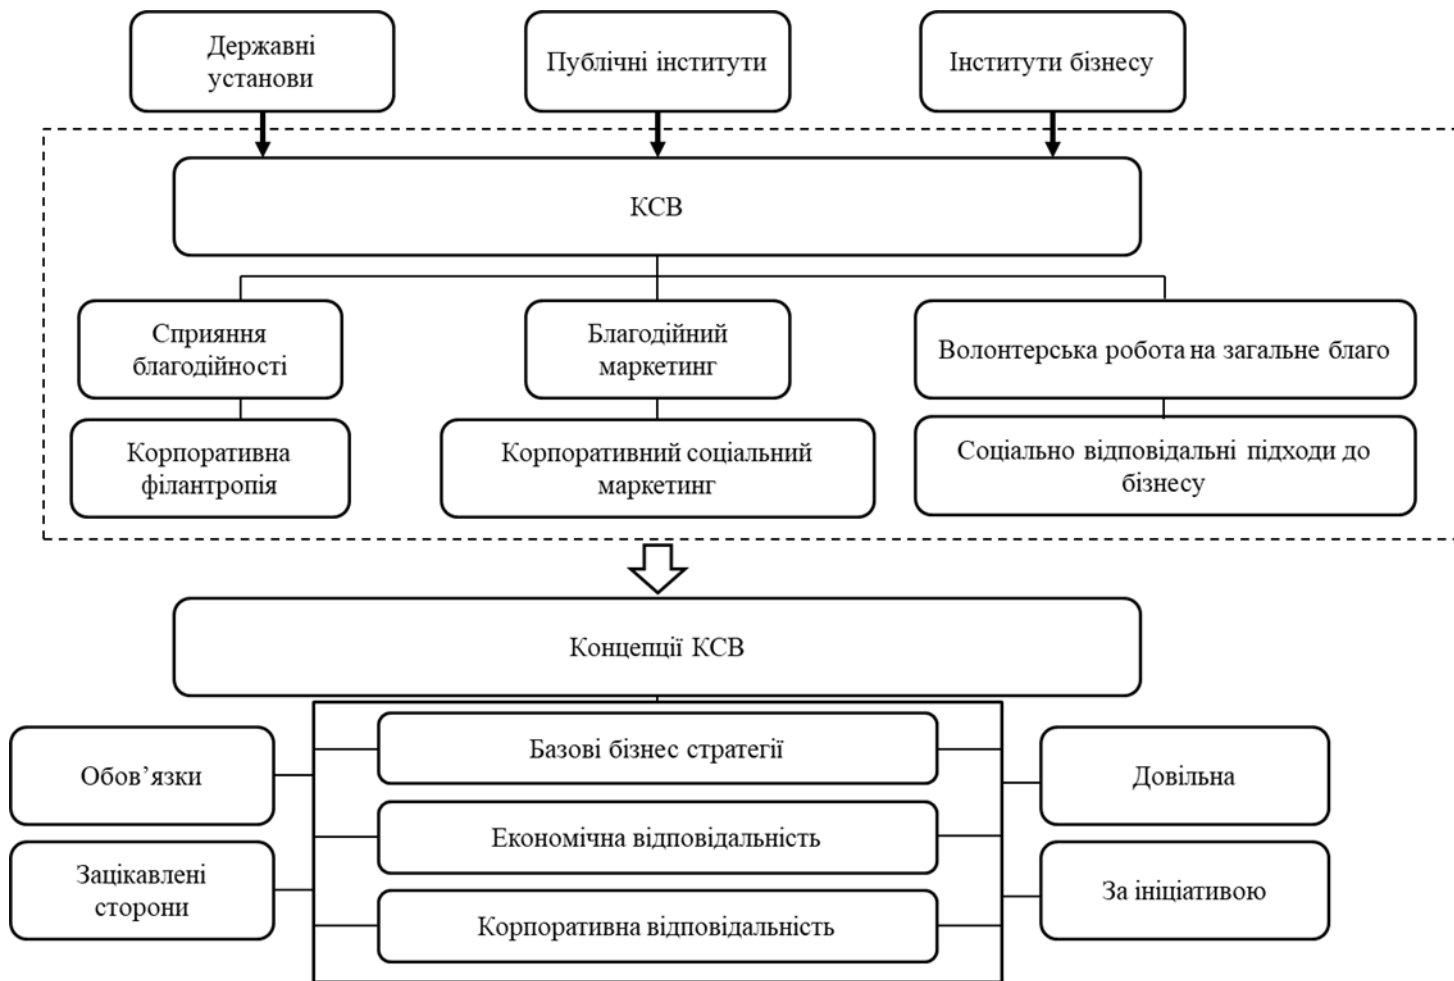 Державні
установи
Публічні інститути
Інститути бізнесу
КСВ
Сприяння
благодійності
Благодійний
маркетинг
Волонтерська робота на загальне благо
Корпоративна
філантропія
Корпоративний соціальний
маркетинг
Соціально відповідальні підходи до
бізнесу
Концепції КСВ
Обов’язки
Базові бізнес стратегії
Довільна
Економічна відповідальність
Зацікавлені
сторони
За ініціативою
Корпоративна відповідальність